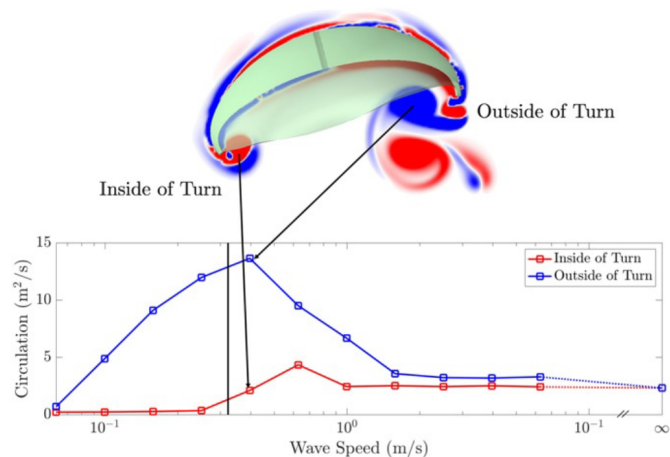 Outside of Turn
Inside of Turn
Circulation (m²/s)
15
10
5
0
Inside of Turn
Outside of Turn
10⁻¹
10⁰
10⁻¹
∞
Wave Speed (m/s)